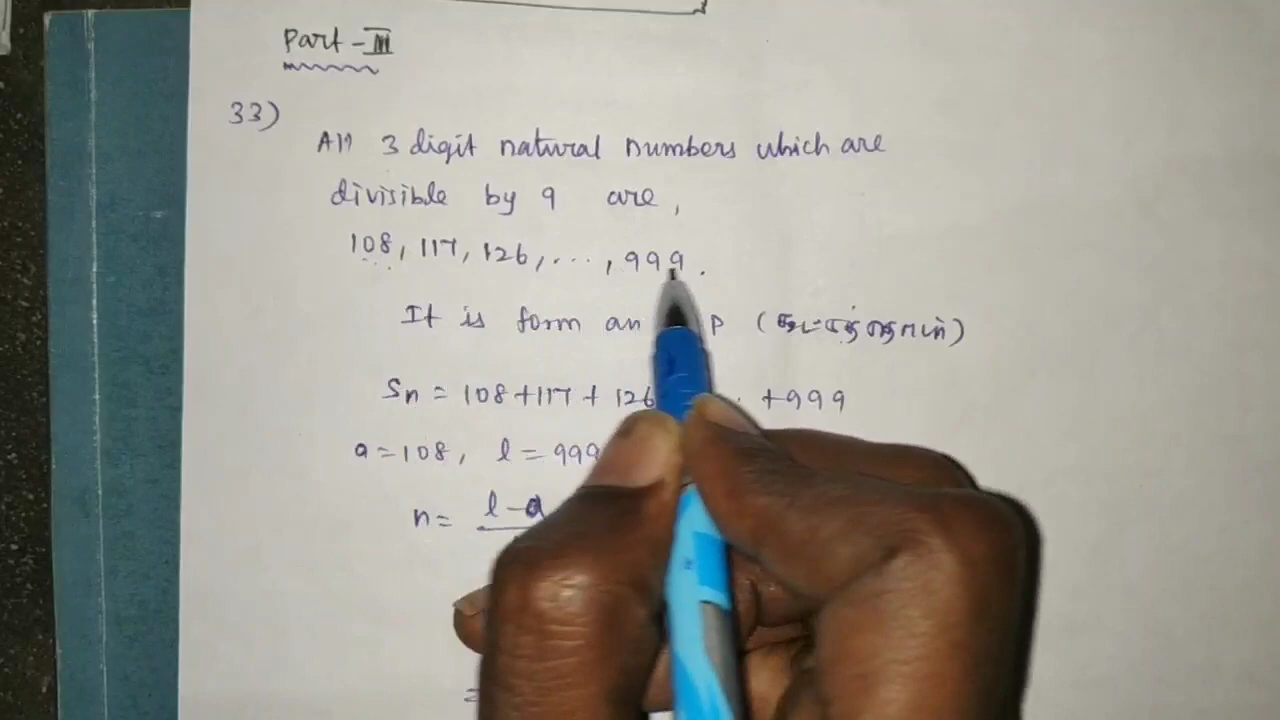 Part - III
33)
All 3 digit natural numbers which are
divisible by 9 are,
108, 117, 126, ..., 999.
It is form an P (கூட்டுத் தொடர்)
Sn = 108 + 117 + 126 . + 999
a = 108, l = 999
n = l - a
=